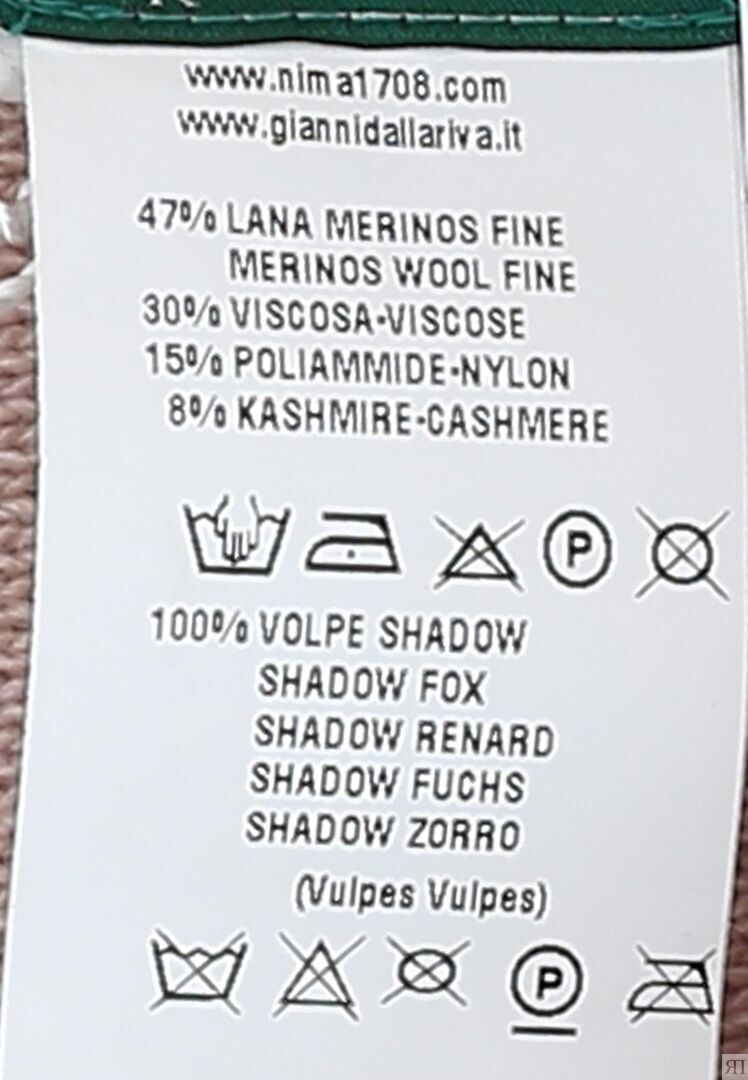 www.nima1708.com
www.giannidallariva.it
47% LANA MERINOS FINE
MERINOS WOOL FINE
30% VISCOSA-VISCOSE
15% POLIAMMIDE-NYLON
8% KASHMIRE-CASHMERE
P
100% VOLPE SHADOW
SHADOW FOX
SHADOW RENARD
SHADOW FUCHS
SHADOW ZORRO
(Vulpes Vulpes)
P
ЯП